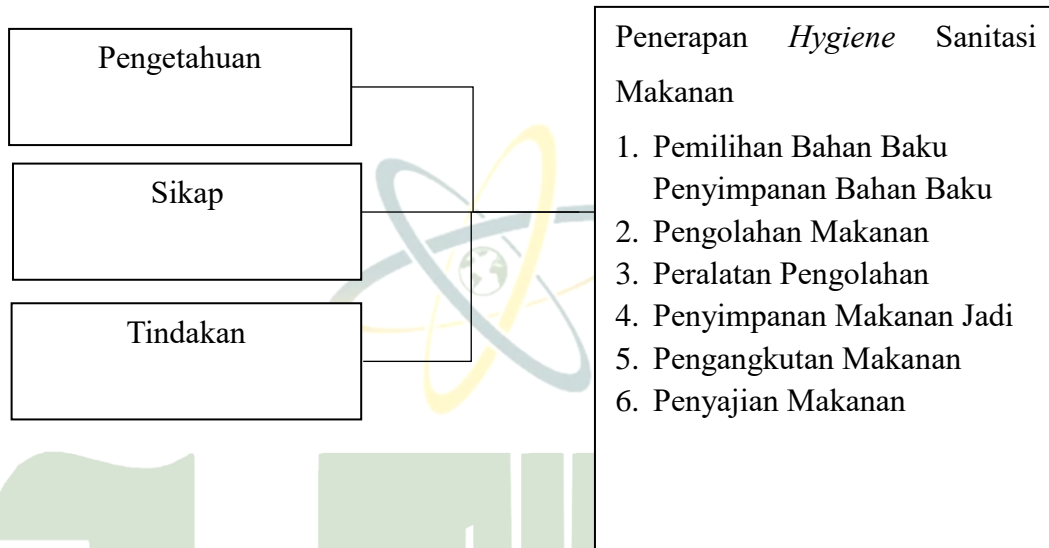 Pengetahuan
Sikap
Tindakan
Penerapan Hygiene Sanitasi
Makanan
1. Pemilihan Bahan Baku
Penyimpanan Bahan Baku
2. Pengolahan Makanan
3. Peralatan Pengolahan
4. Penyimpanan Makanan Jadi
5. Pengangkutan Makanan
6. Penyajian Makanan